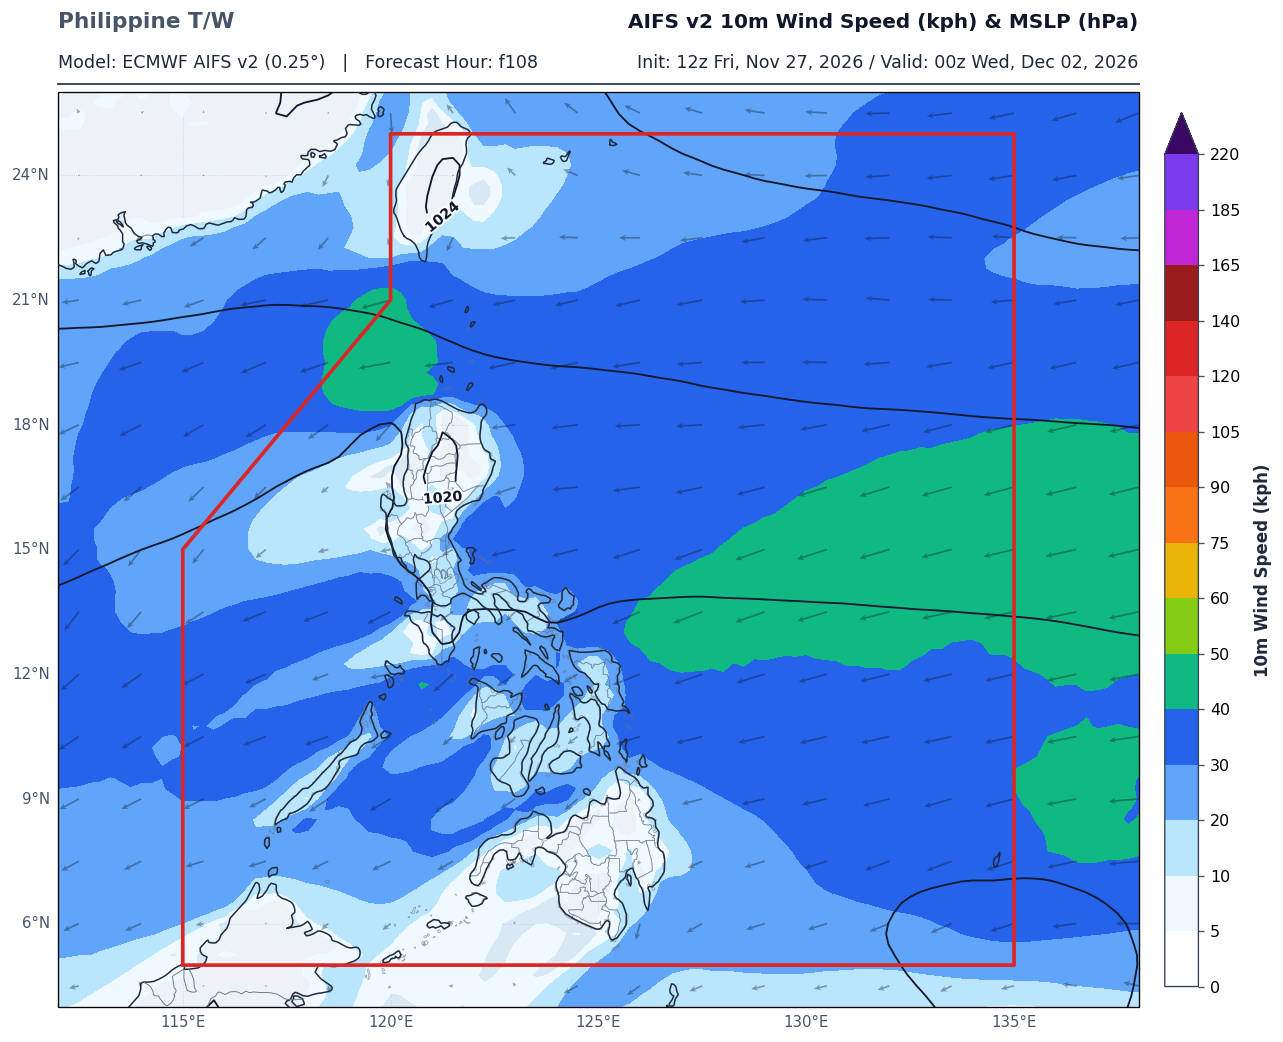 Philippine T/W
AIFS v2 10m Wind Speed (kph) & MSLP (hPa)
Model: ECMWF AIFS v2 (0.25°) | Forecast Hour: f108
Init: 12z Fri, Nov 27, 2026 / Valid: 00z Wed, Dec 02, 2026
24°N
21°N
18°N
15°N
12°N
9°N
6°N
1024
1020
115°E
120°E
125°E
130°E
135°E
220
185
165
140
120
105
90
75
60
50
40
30
20
10
5
0
10m Wind Speed (kph)